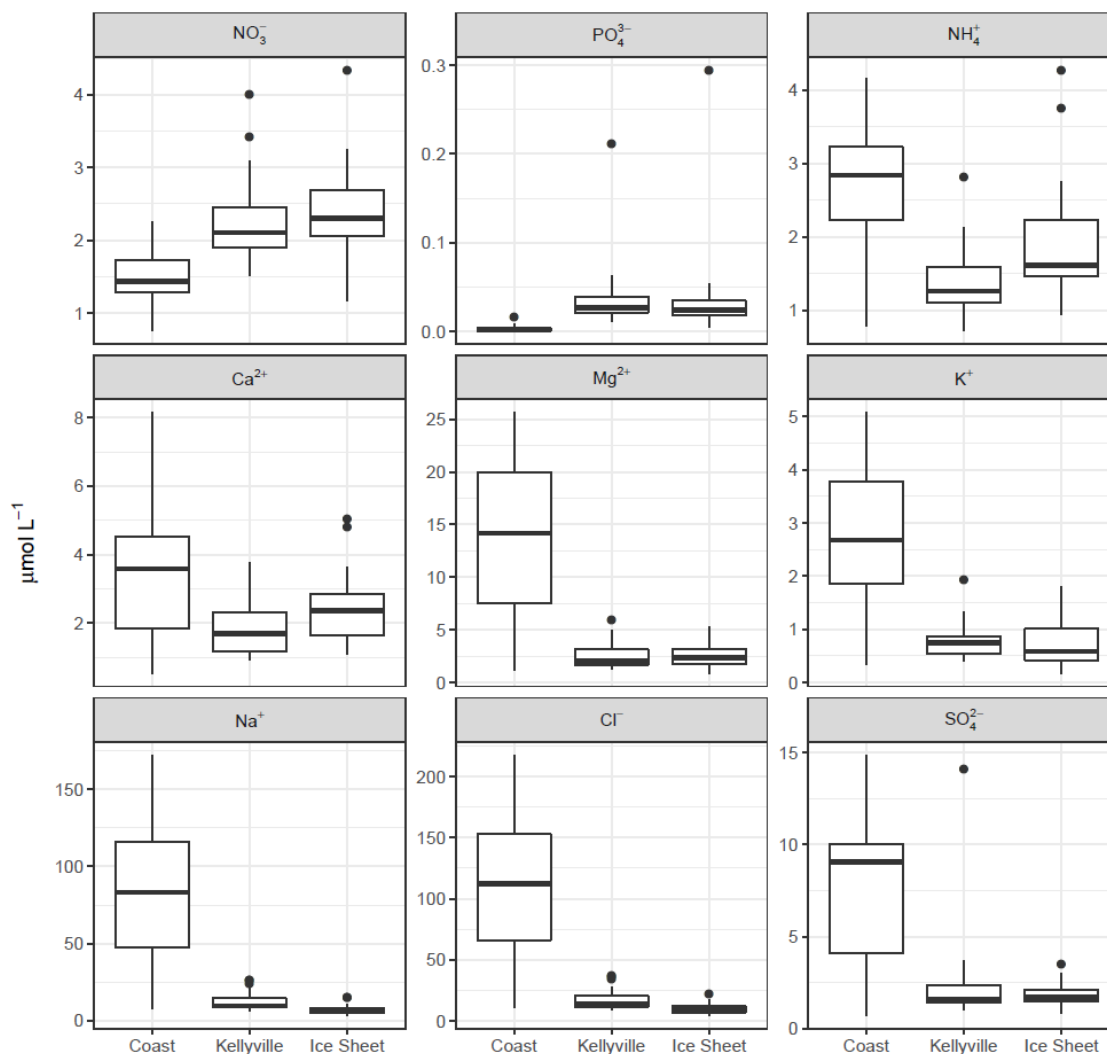 NO₃⁻ PO₄³⁻ NH₄⁺
4 0.3 4
3 0.2 3
2 0.1 2
1 0.0 1
Ca²⁺ Mg²⁺ K⁺
8 25 5
6 20 4
4 15 3
2 10 2
5 1
0 0
µmol L⁻¹
Na⁺ Cl⁻ SO₄²⁻
150 200 15
100 150 10
50 100 5
0 50 0
0
Coast Kellyville Ice Sheet Coast Kellyville Ice Sheet Coast Kellyville Ice Sheet